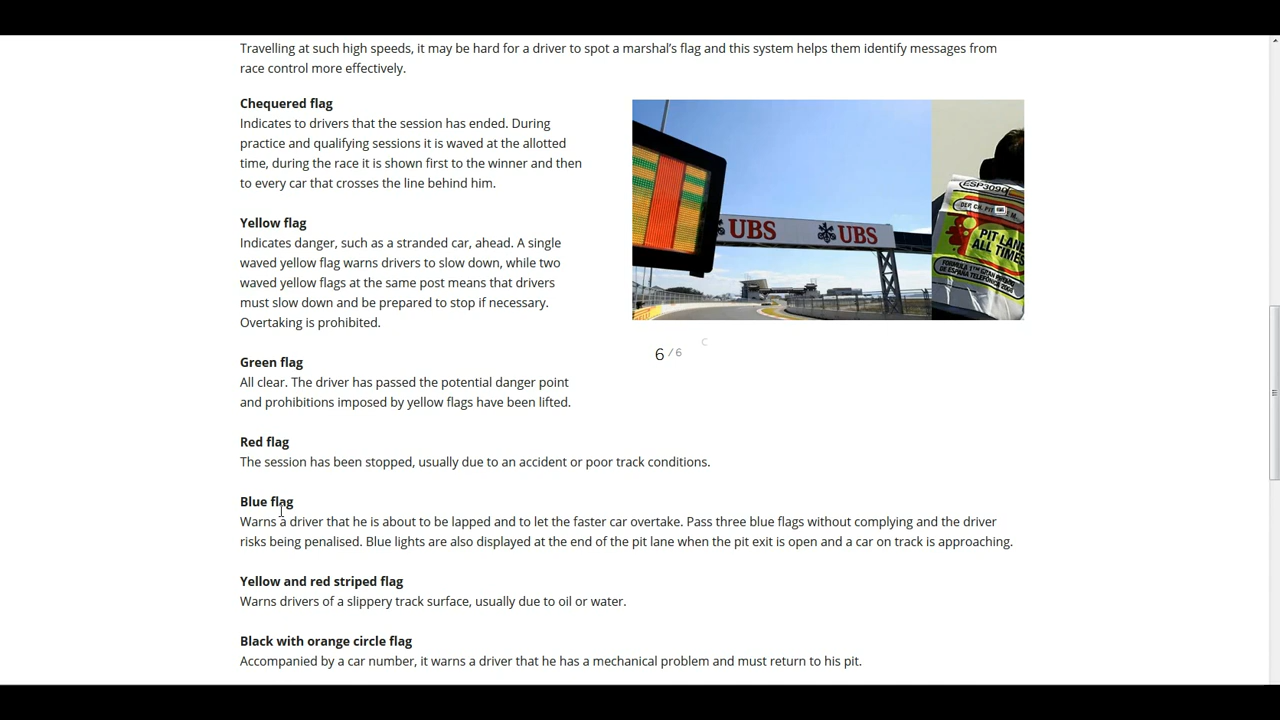 Travelling at such high speeds, it may be hard for a driver to spot a marshal's flag and this system helps them identify messages from
race control more effectively.
Chequered flag
Indicates to drivers that the session has ended. During
practice and qualifying sessions it is waved at the allotted
time, during the race it is shown first to the winner and then
to every car that crosses the line behind him.
Yellow flag
Indicates danger, such as a stranded car, ahead. A single
waved yellow flag warns drivers to slow down, while two
waved yellow flags at the same post means that drivers
must slow down and be prepared to stop if necessary.
Overtaking is prohibited.
UBS
UBS
PIT LANE
ALL TIMES
6 / 6
C
Green flag
All clear. The driver has passed the potential danger point
and prohibitions imposed by yellow flags have been lifted.
Red flag
The session has been stopped, usually due to an accident or poor track conditions.
Blue flag
Warns a driver that he is about to be lapped and to let the faster car overtake. Pass three blue flags without complying and the driver
risks being penalised. Blue lights are also displayed at the end of the pit lane when the pit exit is open and a car on track is approaching.
Yellow and red striped flag
Warns drivers of a slippery track surface, usually due to oil or water.
Black with orange circle flag
Accompanied by a car number, it warns a driver that he has a mechanical problem and must return to his pit.